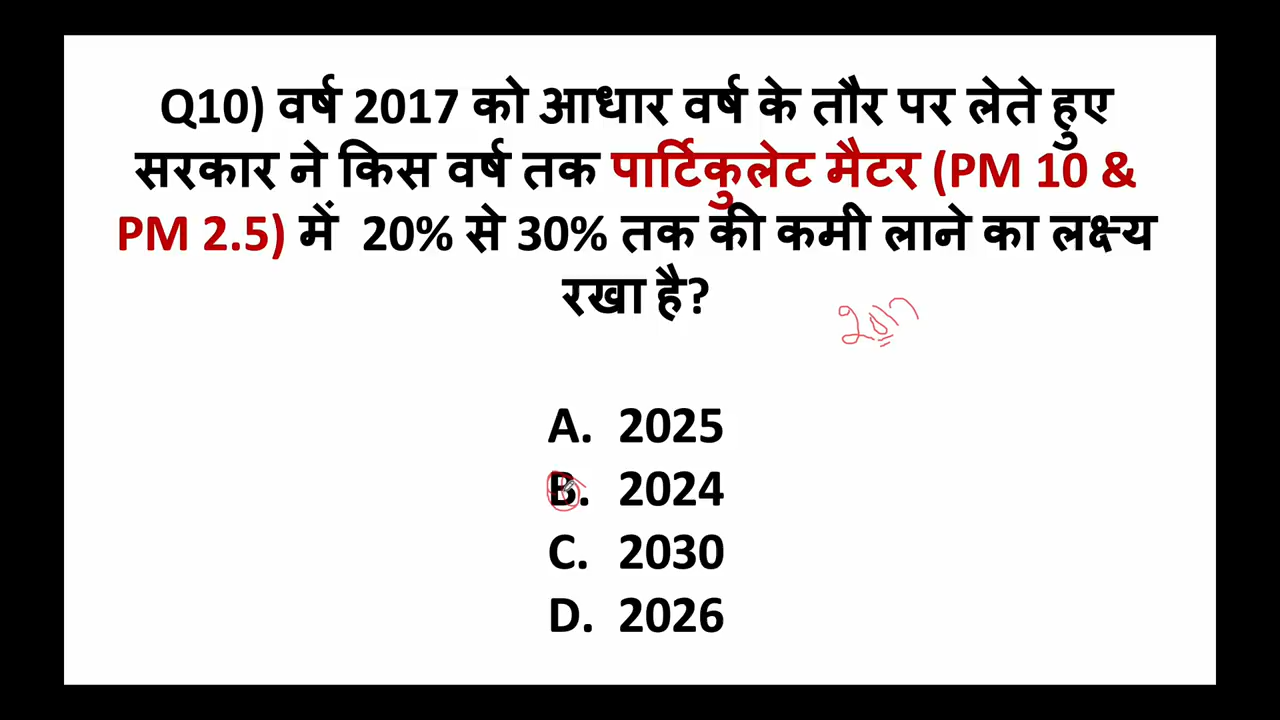 Q10) वर्ष 2017 को आधार वर्ष के तौर पर लेते हुए
सरकार ने किस वर्ष तक पार्टिकुलेट मैटर (PM 10 &
PM 2.5) में 20% से 30% तक की कमी लाने का लक्ष्य
रखा है?
2017
A. 2025
B. 2024
C. 2030
D. 2026